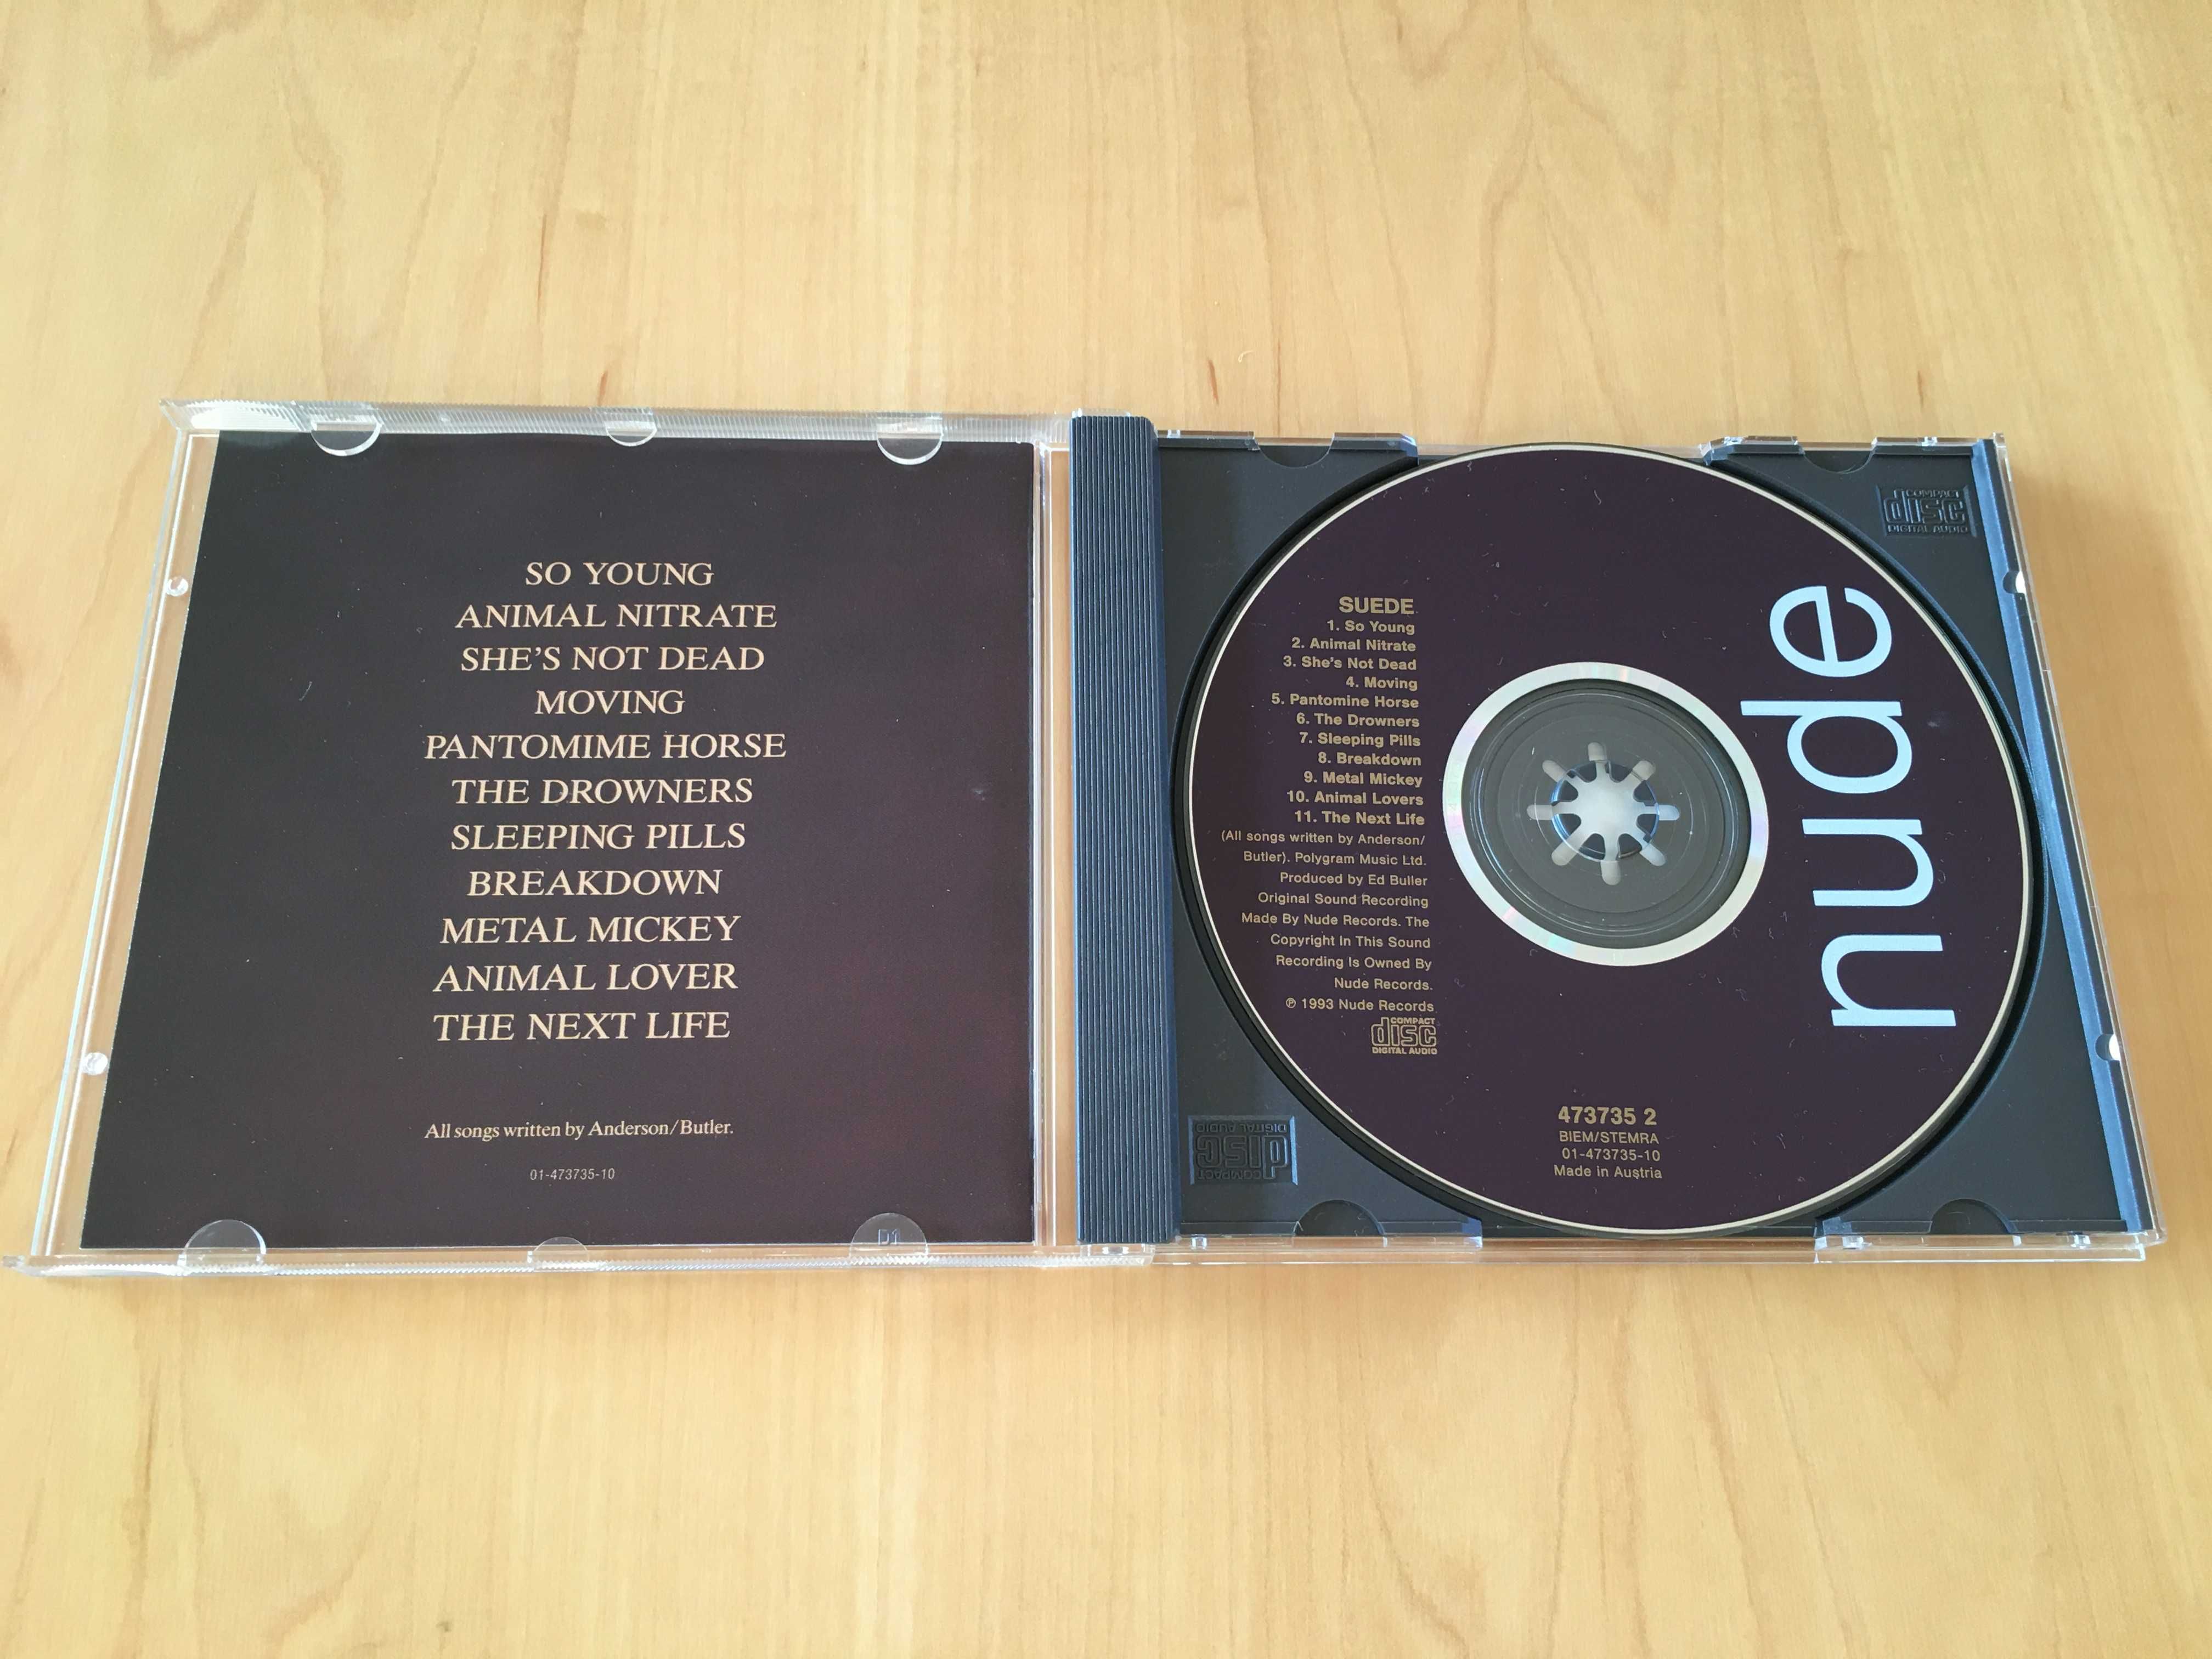 SO YOUNG
ANIMAL NITRATE
SHE'S NOT DEAD
MOVING
PANTOMIME HORSE
THE DROWNERS
SLEEPING PILLS
BREAKDOWN
METAL MICKEY
ANIMAL LOVER
THE NEXT LIFE
All songs written by Anderson/Butler.
01-473735-10
SUEDE
1. So Young
2. Animal Nitrate
3. She's Not Dead
4. Moving
5. Pantomine Horse
6. The Drowners
7. Sleeping Pills
8. Breakdown
9. Metal Mickey
10. Animal Lovers
11. The Next Life
(All songs written by Anderson/
Butler). Polygram Music Ltd.
Produced by Ed Buller
Original Sound Recording
Made By Nude Records. The
Copyright In This Sound
Recording Is Owned By
Nude Records.
℗ 1993 Nude Records
COMPACT
disc
DIGITAL AUDIO
473735 2
BIEM/STEMRA
01-473735-10
Made in Austria
nude
COMPACT
disc
DIGITAL AUDIO
COMPACT
disc
DIGITAL AUDIO